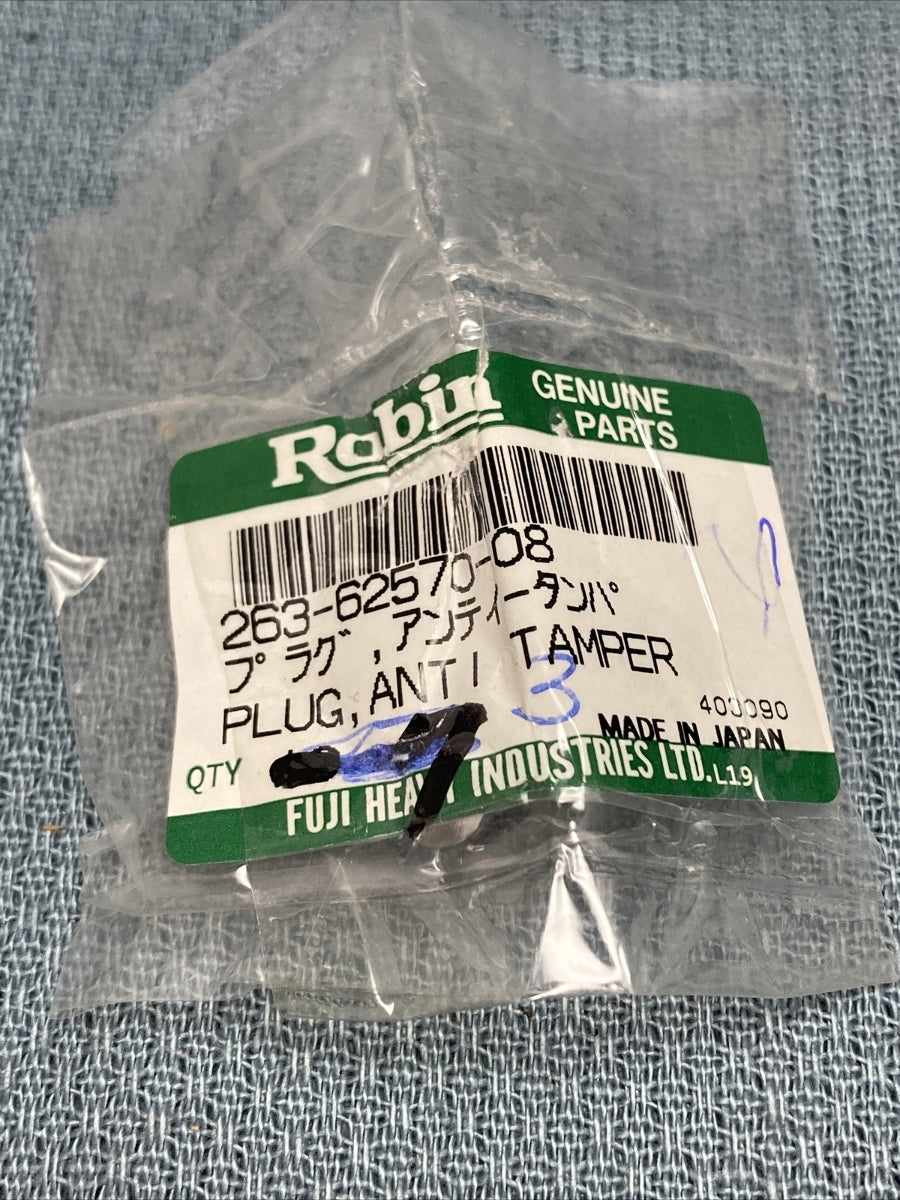 Robin GENUINE
PARTS
263-62570-08
プラグ,アンティータンパ
PLUG, ANTI TAMPER
3
MADE IN JAPAN
QTY
7
FUJI HEAVY INDUSTRIES LTD. L19